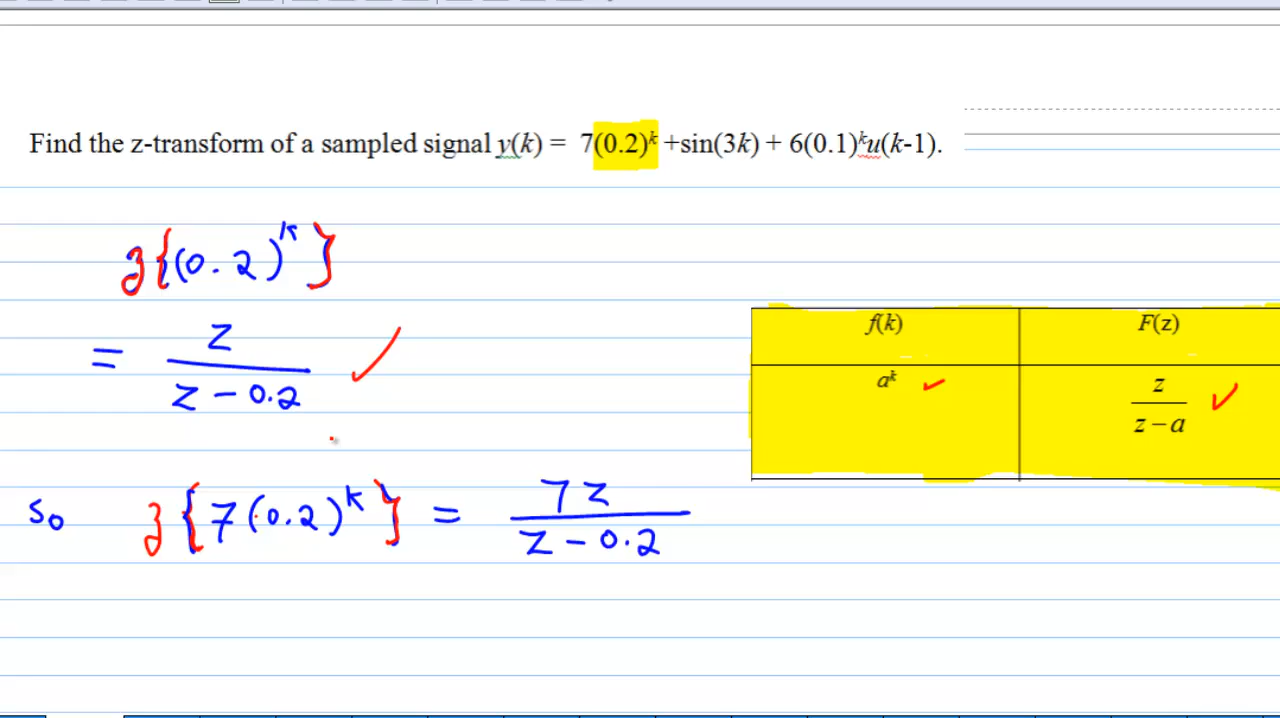 Find the z-transform of a sampled signal y(k) = 7(0.2)^k +sin(3k) + 6(0.1)^k u(k-1).
𝓏{(0.2)^k}
= z / (z - 0.2) ✓
f(k) F(z)
a^k ✓ z / (z - a) ✓
So 𝓏{7(0.2)^k} = 7z / (z - 0.2)